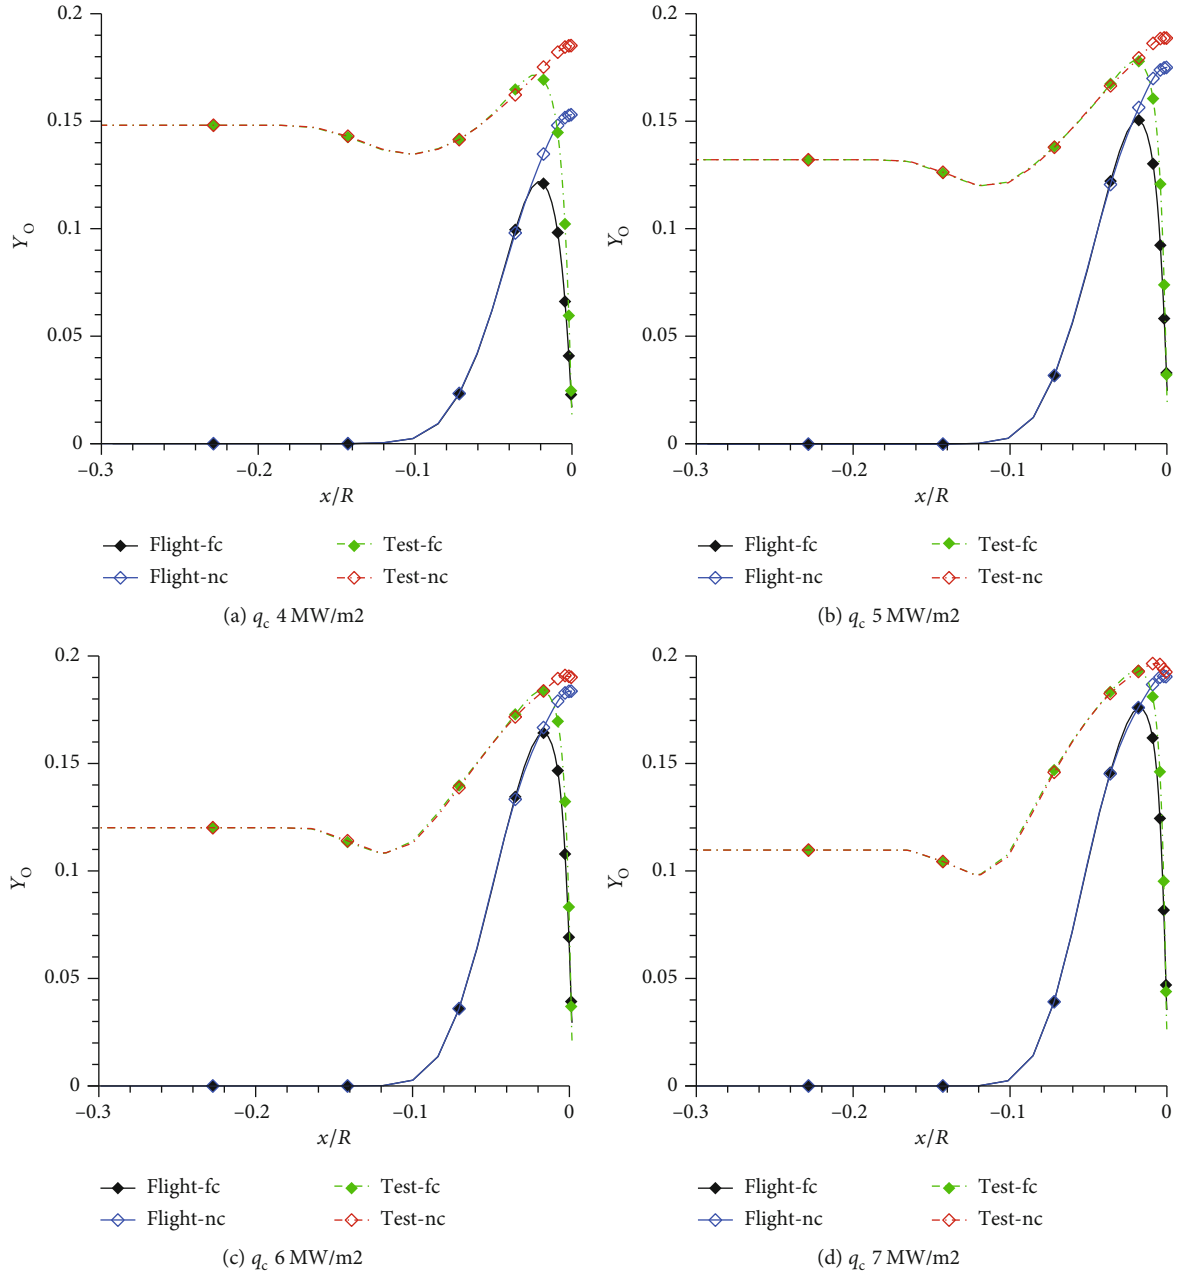 0.2
0.15
0.1
0.05
0
Y_O
–0.3 –0.2 –0.1 0
x/R
Flight-fc Test-fc
Flight-nc Test-nc
(a) q_c 4 MW/m2
0.2
0.15
0.1
0.05
0
Y_O
–0.3 –0.2 –0.1 0
x/R
Flight-fc Test-fc
Flight-nc Test-nc
(b) q_c 5 MW/m2
0.2
0.15
0.1
0.05
0
Y_O
–0.3 –0.2 –0.1 0
x/R
Flight-fc Test-fc
Flight-nc Test-nc
(c) q_c 6 MW/m2
0.2
0.15
0.1
0.05
0
Y_O
–0.3 –0.2 –0.1 0
x/R
Flight-fc Test-fc
Flight-nc Test-nc
(d) q_c 7 MW/m2